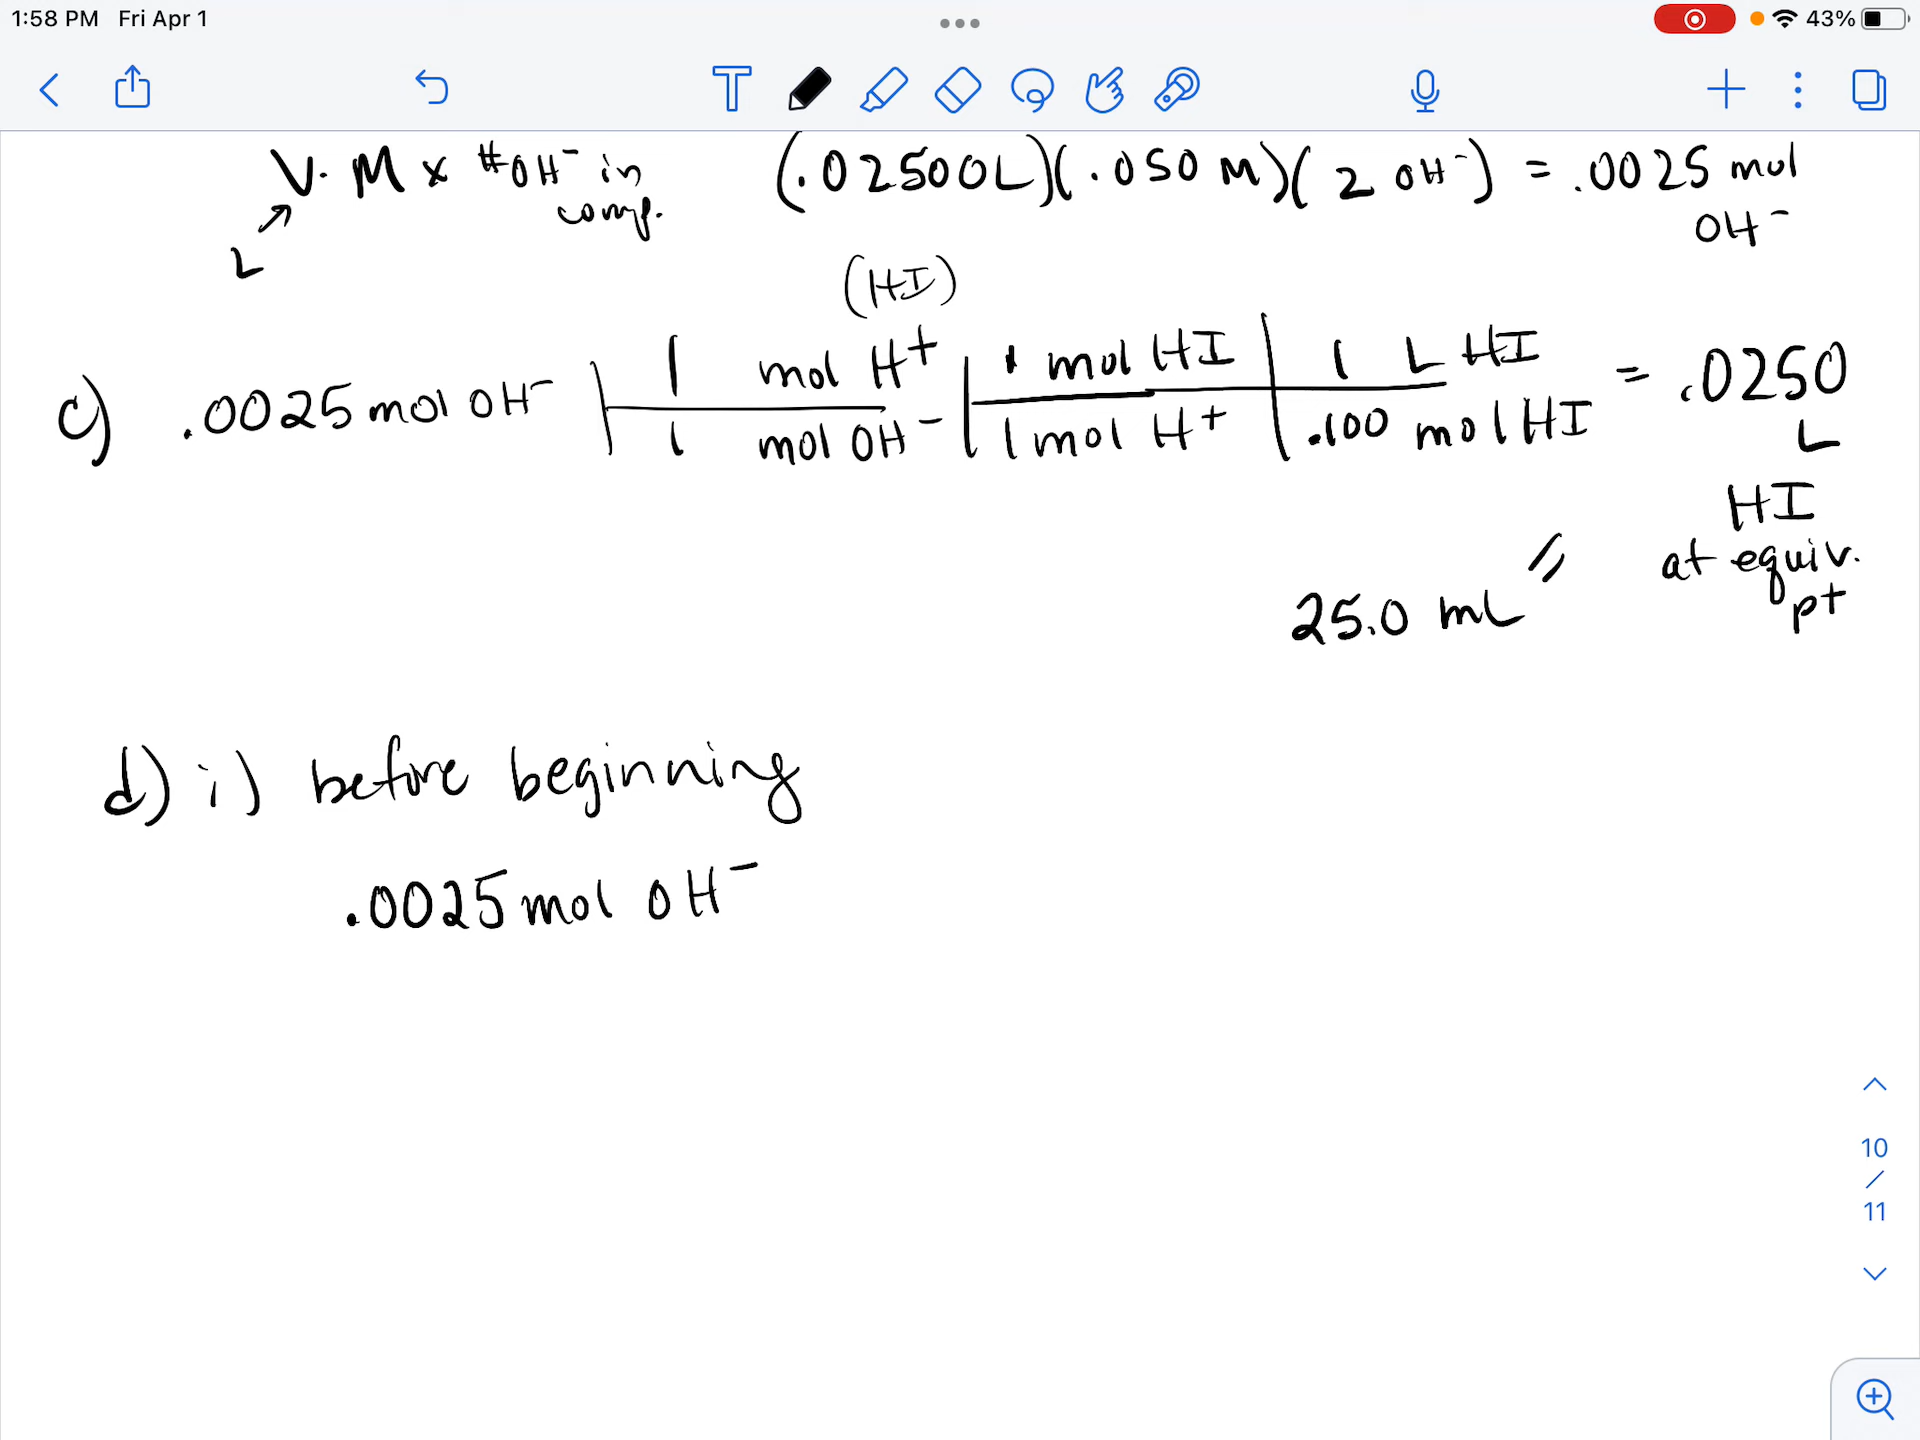 1:58 PM Fri Apr 1
43%
V. M x #OH⁻ in comp.
L
(.02500L)(.050 M)(2 OH⁻) = .0025 mol
OH⁻
(HI)
c) .0025 mol OH⁻ | 1 mol H⁺ | 1 mol HI | 1 L HI = .0250
1 mol OH⁻ | 1 mol H⁺ | .100 mol HI
L
HI
at equiv.
pt
25.0 mL =
d) i) before beginning
.0025 mol OH⁻
10
/
11